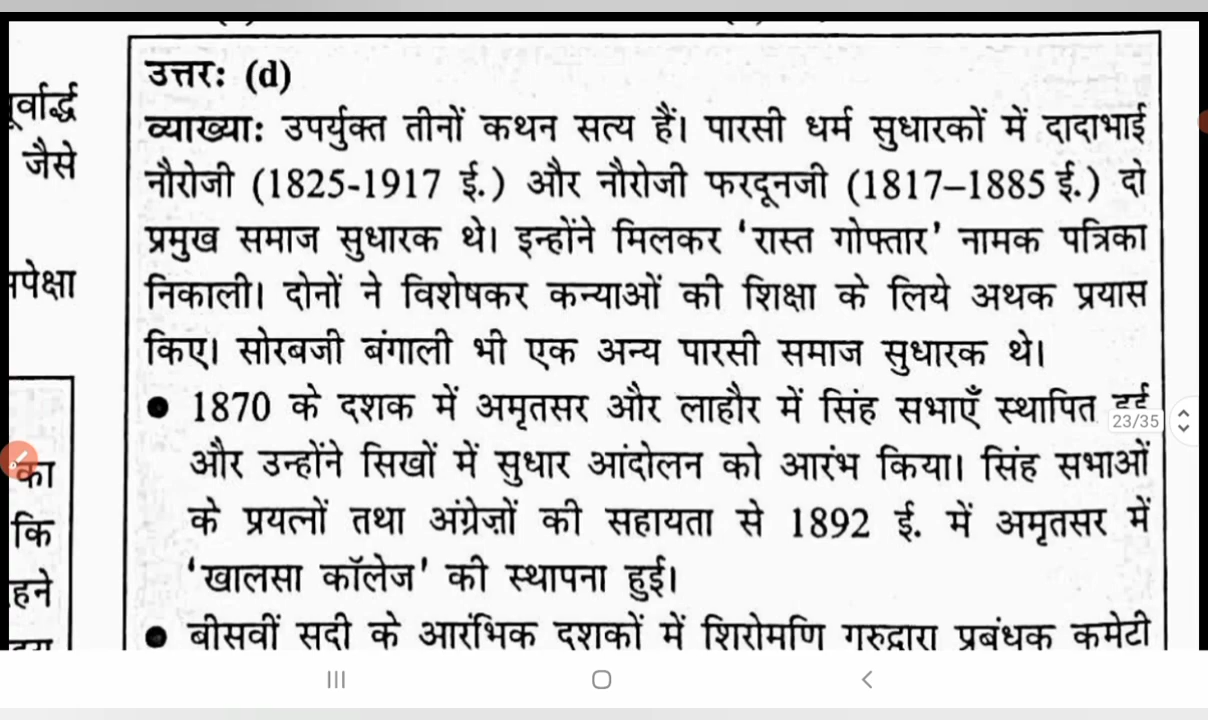 उत्तरः (d)
र्वार्द्ध
व्याख्याः उपर्युक्त तीनों कथन सत्य हैं। पारसी धर्म सुधारकों में दादाभाई
जैसे
नौरोजी (1825-1917 ई.) और नौरोजी फरदूनजी (1817–1885 ई.) दो
प्रमुख समाज सुधारक थे। इन्होंने मिलकर ‘रास्त गोफ्तार’ नामक पत्रिका
पेक्षा
निकाली। दोनों ने विशेषकर कन्याओं की शिक्षा के लिये अथक प्रयास
किए। सोरबजी बंगाली भी एक अन्य पारसी समाज सुधारक थे।
● 1870 के दशक में अमृतसर और लाहौर में सिंह सभाएँ स्थापित हुईं
23/35
और उन्होंने सिखों में सुधार आंदोलन को आरंभ किया। सिंह सभाओं
का
के प्रयत्नों तथा अंग्रेज़ों की सहायता से 1892 ई. में अमृतसर में
कि
‘खालसा कॉलेज’ की स्थापना हुई।
हने
● बीसवीं सदी के आरंभिक दशकों में शिरोमणि गुरुद्वारा प्रबंधक कमेटी